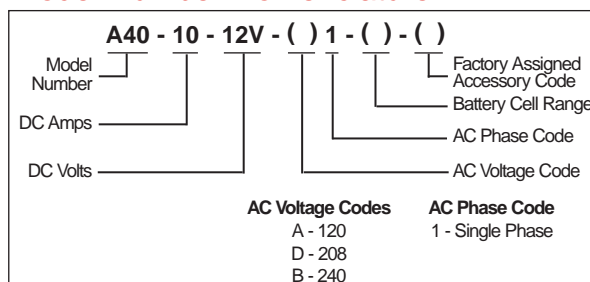 A40 - 10 - 12V - ( ) 1 - ( ) - ( )
Model
Number
DC Amps
DC Volts
Factory Assigned
Accessory Code
Battery Cell Range
AC Phase Code
AC Voltage Code
AC Voltage Codes
A - 120
D - 208
B - 240
AC Phase Code
1 - Single Phase